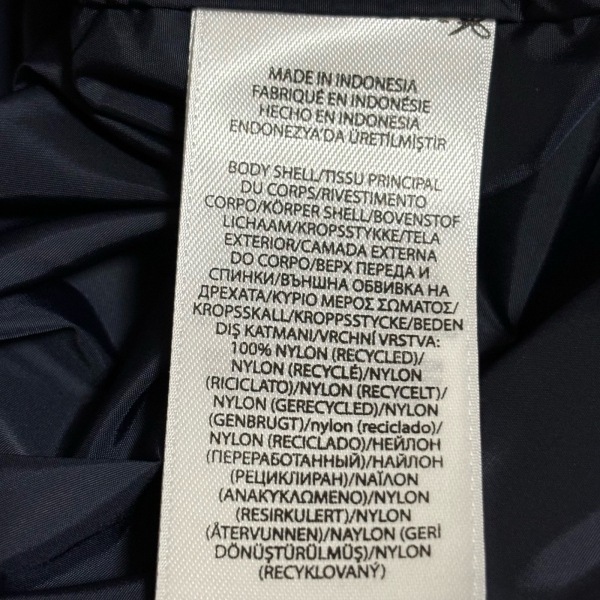 MADE IN INDONESIA
FABRIQUÉ EN INDONÉSIE
HECHO EN INDONESIA
ENDONEZYA'DA ÜRETİLMİŞTİR
BODY SHELL/TISSU PRINCIPAL
DU CORPS/RIVESTIMENTO
CORPO/KÖRPER SHELL/BOVENSTOF
LICHAAM/KROPSSTYKKE/TELA
EXTERIOR/CAMADA EXTERNA
DO CORPO/ВЕРХ ПЕРЕДА И
СПИНКИ/ВЪНШНА ОБВИВКА НА
ДРЕХАТА/ΚΥΡΙΟ ΜΕΡΟΣ ΣΩΜΑΤΟΣ/
KROPPSSKALL/KROPPSSTYCKE/BEDEN
DIŞ KATMANI/VRCHNÍ VRSTVA:
100% NYLON (RECYCLED)/
NYLON (RECYCLÉ)/NYLON
(RICICLATO)/NYLON (RECYCELT)/
NYLON (GERECYCLED)/NYLON
(GENBRUGT)/nylon (reciclado)/
NYLON (RECICLADO)/НЕЙЛОН
(ПЕРЕРАБОТАННЫЙ)/НАЙЛОН
(РЕЦИКЛИРАН)/ΝΑΪΛΟΝ
(ΑΝΑΚΥΚΛΩΜΕΝΟ)/NYLON
(RESIRKULERT)/NYLON
(ÅTERVUNNEN)/NAYLON (GERİ
DÖNÜŞTÜRÜLMÜŞ)/NYLON
(RECYKLOVANÝ)